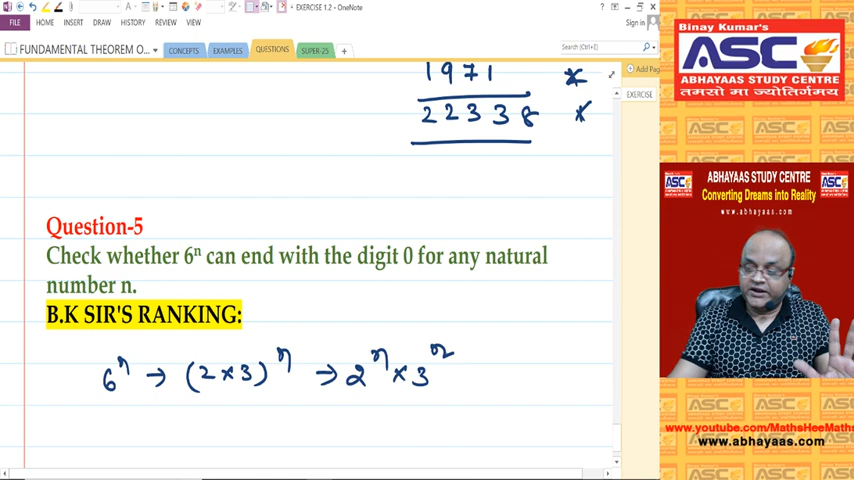 EXERCISE 1.2 - OneNote
FILE HOME INSERT DRAW HISTORY REVIEW VIEW
Sign in
FUNDAMENTAL THEOREM O...
CONCEPTS EXAMPLES QUESTIONS SUPER-25 +
Search (Ctrl+E)
Add Pag
EXERCISE
1971
22338
Question-5
Check whether 6ⁿ can end with the digit 0 for any natural
number n.
B.K SIR'S RANKING:
6ⁿ → (2×3)ⁿ → 2ⁿ × 3ⁿ
Binay Kumar's
ASC
ABHAYAAS STUDY CENTRE
तमसो मा ज्योतिर्गमय
ABHAYAAS STUDY CENTRE
Converting Dreams into Reality
www.abhyaas.com
www.youtube.com/MathsHeeMaths
www.abhayaas.com